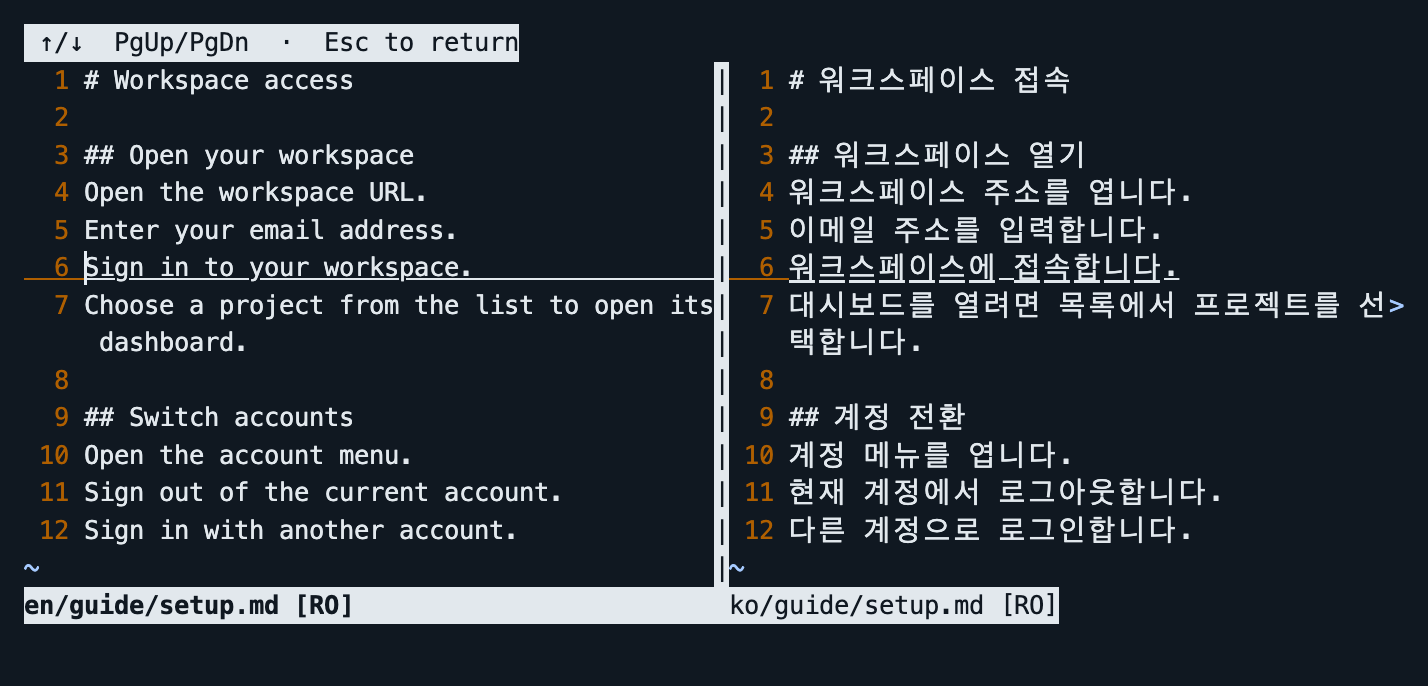 ↑/↓  PgUp/PgDn  ·  Esc to return
1 # Workspace access
2
3 ## Open your workspace
4 Open the workspace URL.
5 Enter your email address.
6 Sign in to your workspace.
7 Choose a project from the list to open its
dashboard.
8
9 ## Switch accounts
10 Open the account menu.
11 Sign out of the current account.
12 Sign in with another account.
~
en/guide/setup.md [RO]
1 # 워크스페이스 접속
2
3 ## 워크스페이스 열기
4 워크스페이스 주소를 엽니다.
5 이메일 주소를 입력합니다.
6 워크스페이스에 접속합니다.
7 대시보드를 열려면 목록에서 프로젝트를 선>
택합니다.
8
9 ## 계정 전환
10 계정 메뉴를 엽니다.
11 현재 계정에서 로그아웃합니다.
12 다른 계정으로 로그인합니다.
~
ko/guide/setup.md [RO]